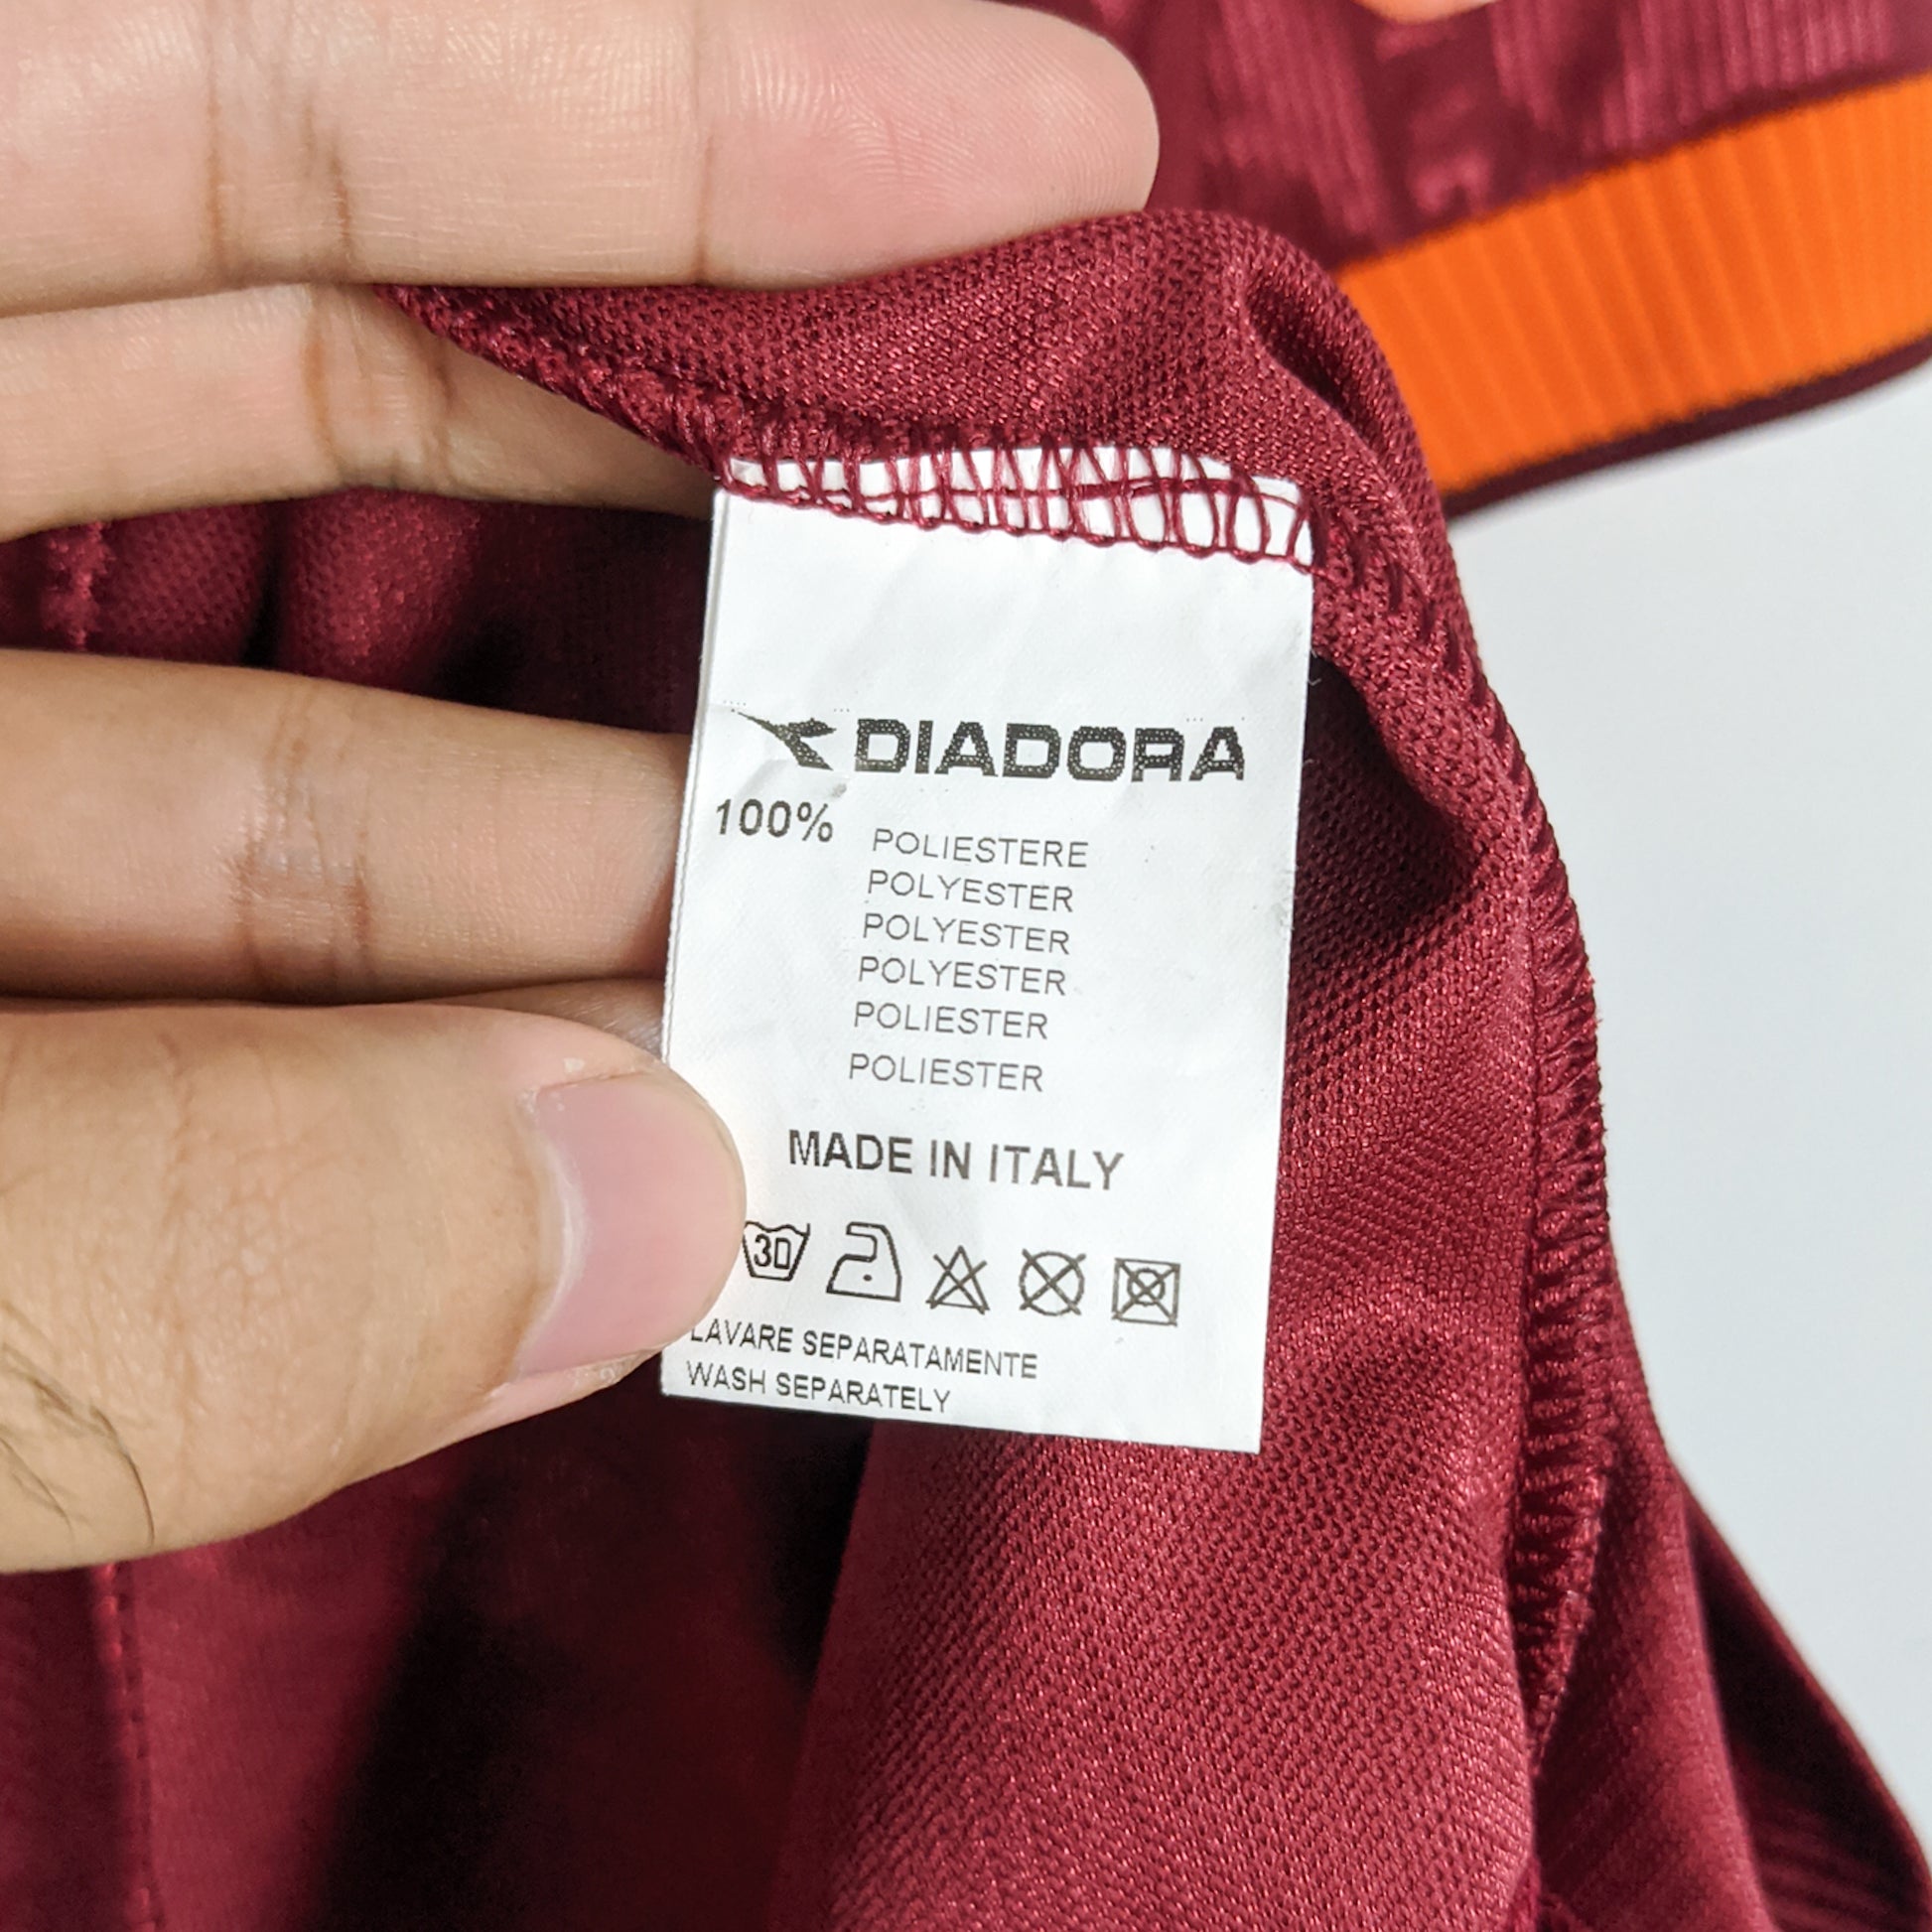 DIADORA
100% POLIESTERE
POLYESTER
POLYESTER
POLYESTER
POLIESTER
POLIESTER
MADE IN ITALY
30
LAVARE SEPARATAMENTE
WASH SEPARATELY